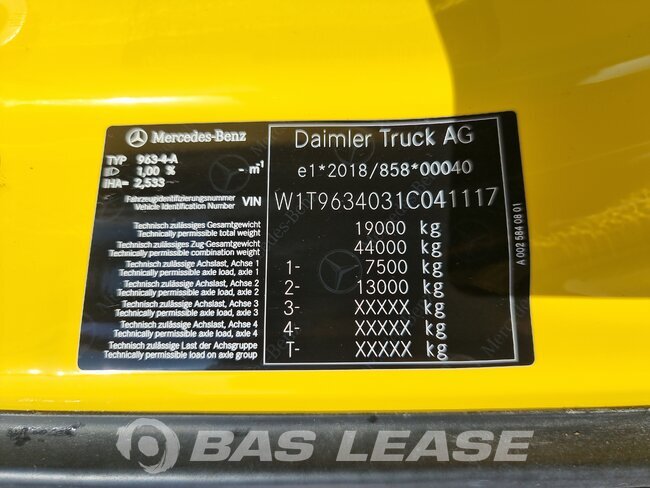 Mercedes-Benz
TYP 963-4-A
1,00 % - m⁻¹
IHA= 2,533
Fahrzeugidentifizierungsnummer
Vehicle Identification Number VIN
Daimler Truck AG
e1*2018/858*00040
W1T9634031C041117
Technisch zulässiges Gesamtgewicht
Technically permissible total weight
19000 kg
Technisch zulässiges Zug-Gesamtgewicht
Technically permissible combination weight
44000 kg
Technisch zulässige Achslast, Achse 1
Technically permissible axle load, axle 1
1- 7500 kg
Technisch zulässige Achslast, Achse 2
Technically permissible axle load, axle 2
2- 13000 kg
Technisch zulässige Achslast, Achse 3
Technically permissible axle load, axle 3
3- XXXXX kg
Technisch zulässige Achslast, Achse 4
Technically permissible axle load, axle 4
4- XXXXX kg
Technisch zulässige Last der Achsgruppe
Technically permissible load on axle group
T- XXXXX kg
A 002 584 08 01
BAS LEASE